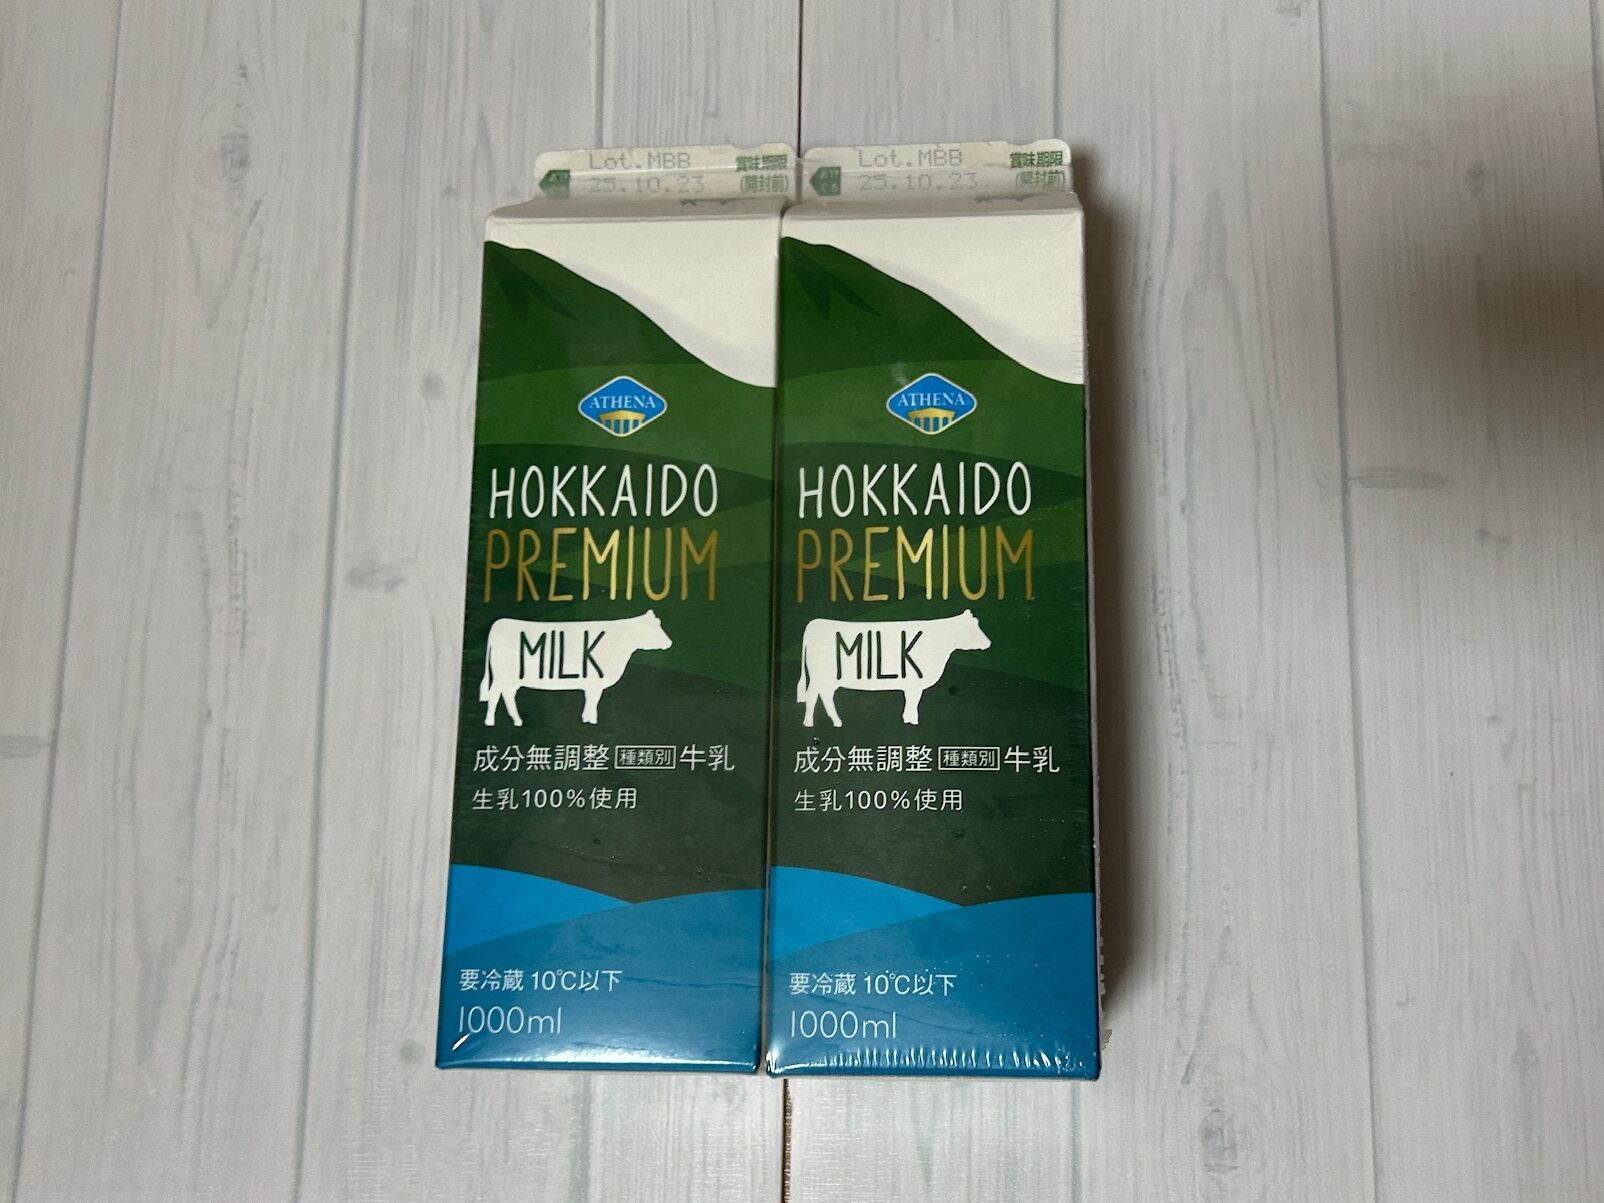 Lot.MBB 賞味期限
25.10.23 (開封前)
ATHENA
HOKKAIDO
PREMIUM
MILK
成分無調整 種類別 牛乳
生乳100%使用
要冷蔵 10℃以下
1000ml
Lot.MBB 賞味期限
25.10.23 (開封前)
ATHENA
HOKKAIDO
PREMIUM
MILK
成分無調整 種類別 牛乳
生乳100%使用
要冷蔵 10℃以下
1000ml